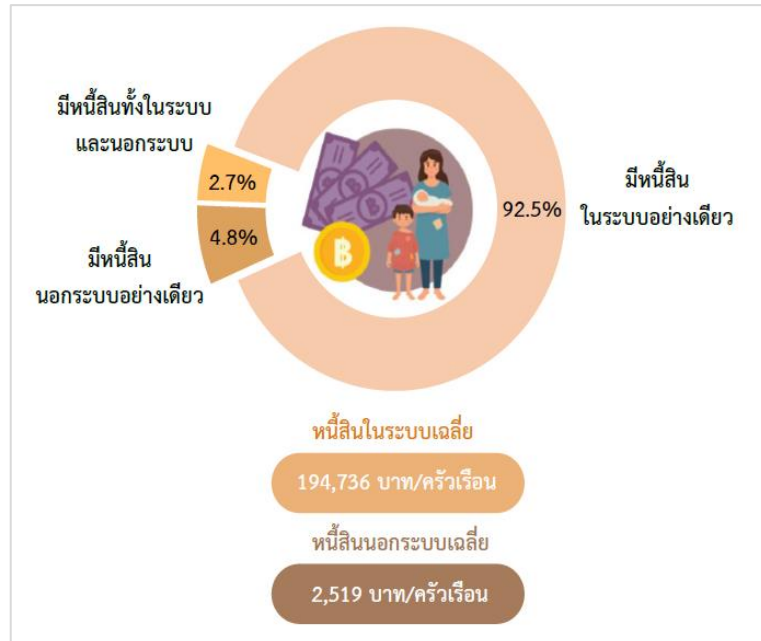 มีหนี้สินทั้งในระบบ
และนอกระบบ
2.7%
4.8%
มีหนี้สิน
นอกระบบอย่างเดียว
92.5%
มีหนี้สิน
ในระบบอย่างเดียว
฿
หนี้สินในระบบเฉลี่ย
194,736 บาท/ครัวเรือน
หนี้สินนอกระบบเฉลี่ย
2,519 บาท/ครัวเรือน